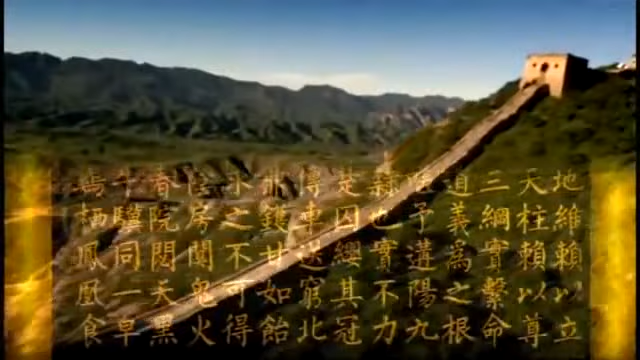 地維賴以立
天柱賴以尊
三綱實繫命
道義為之根
嗟予遘陽九
隸也實不力
楚囚纓其冠
傳車送窮北
鼎鑊甘如飴
求之不可得
陰房闃鬼火
春院閟天黑
牛驥同一早
栖鳳凰食